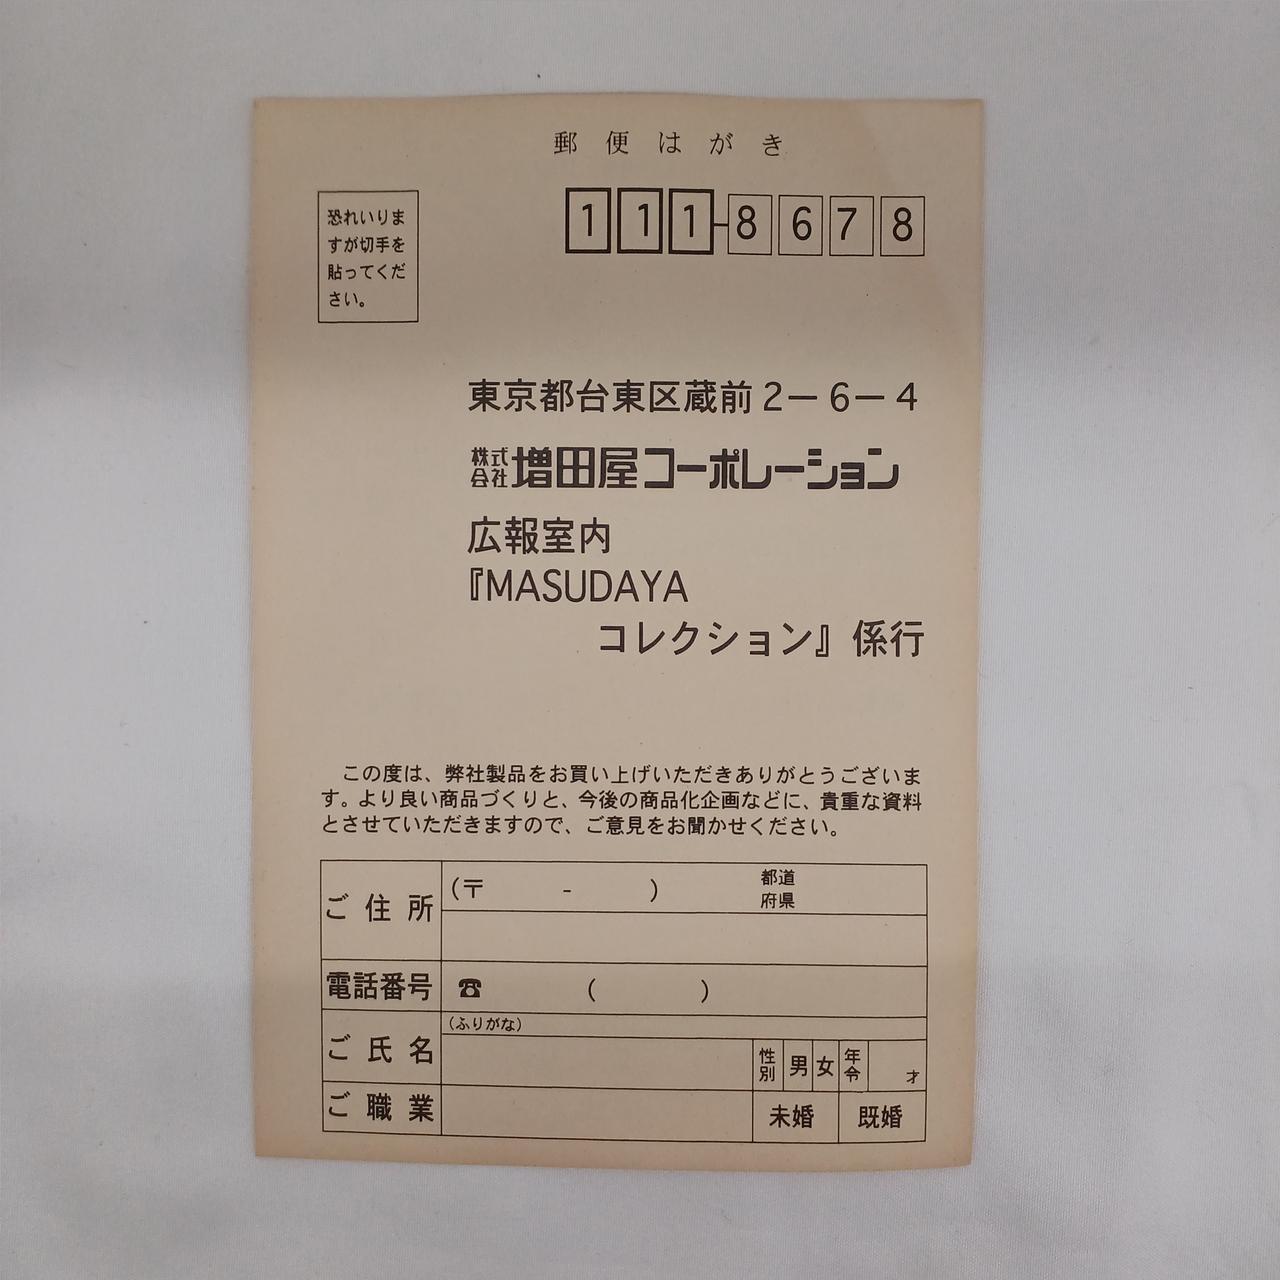 郵便はがき
恐れいりま
すが切手を
貼ってくだ
さい。
111-8678
東京都台東区蔵前2－6－4
株式会社増田屋コーポレーション
広報室内
『MASUDAYA
コレクション』係行
この度は、弊社製品をお買い上げいただきありがとうございま
す。より良い商品づくりと、今後の商品化企画などに、貴重な資料
とさせていただきますので、ご意見をお聞かせください。
ご住所 (〒 - ) 都道府県
電話番号 ☎ ( )
(ふりがな)
ご氏名 性別 男 女 年令 才
ご職業 未婚 既婚